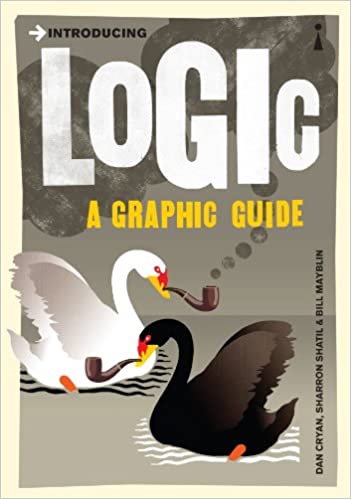 INTRODUCING
LoGIc
A GRAPHIC GUIDE
DAN CRYAN, SHARRON SHATIL & BILL MAYBLIN